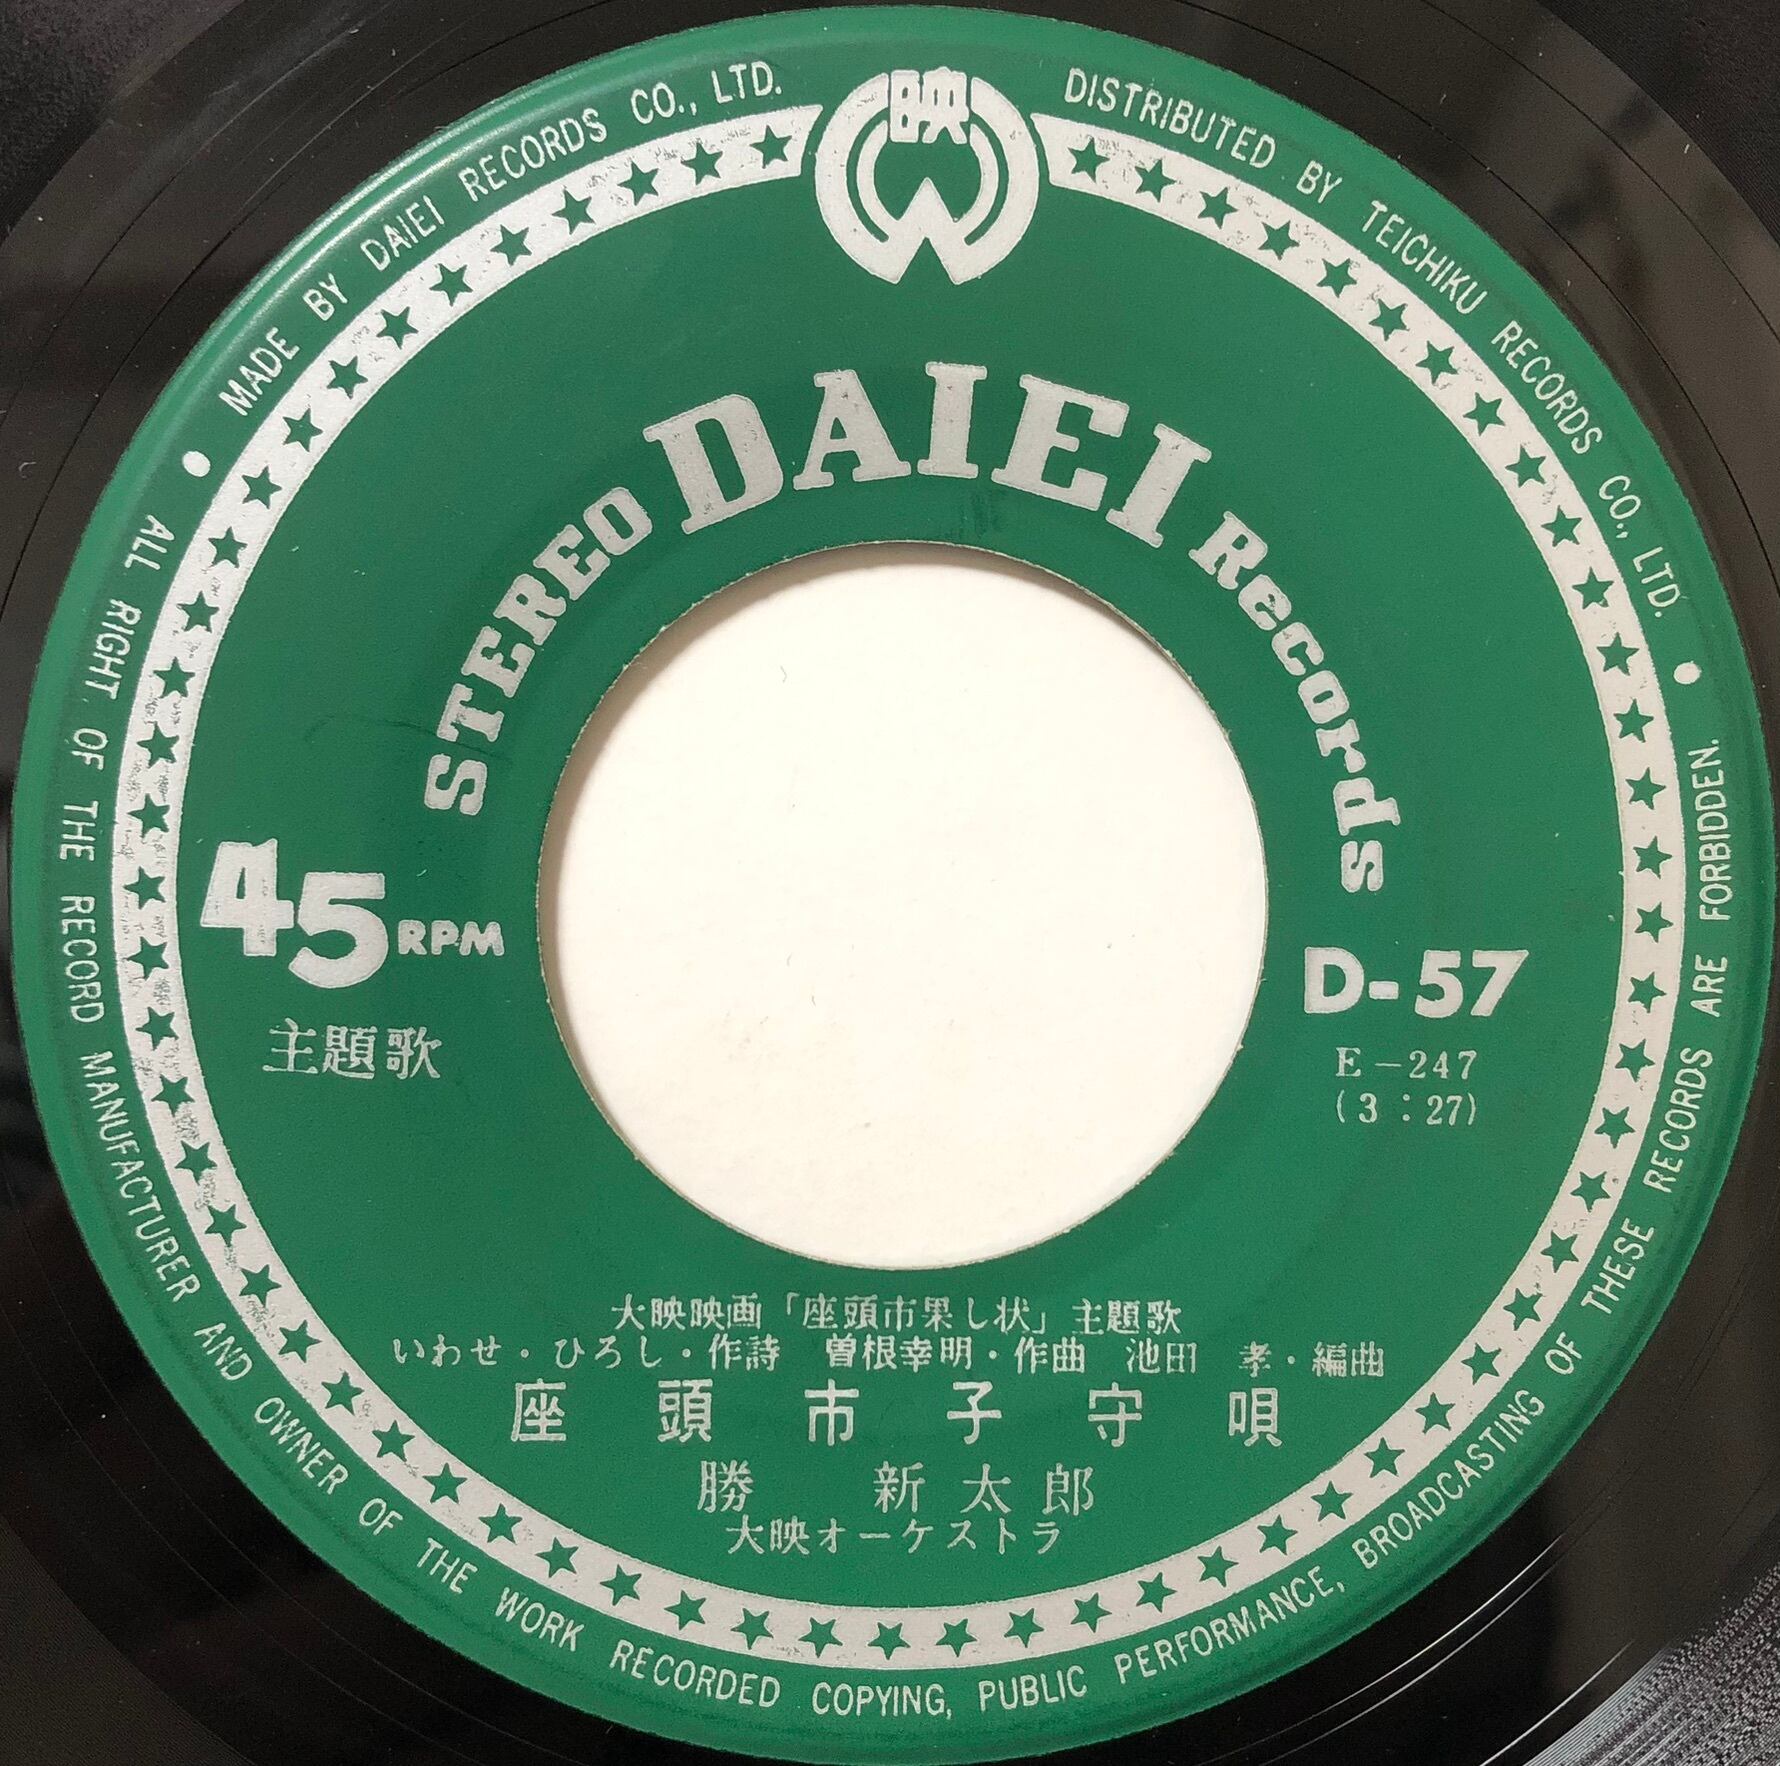 MADE BY DAIEI RECORDS CO., LTD.
映
DISTRIBUTED BY TEICHIKU RECORDS CO., LTD.
STEREO DAIEI Records
45 RPM
主題歌
D-57
E-247
(3:27)
大映映画「座頭市果し状」主題歌
いわせ・ひろし・作詩 曽根幸明・作曲 池田 孝・編曲
座頭市子守唄
勝 新太郎
大映オーケストラ
• ALL RIGHT. OF THE RECORD MANUFACTURER AND OWNER OF THE WORK RECORDED COPYING, PUBLIC PERFORMANCE, BROADCASTING OF THESE RECORDS ARE FORBIDDEN. •